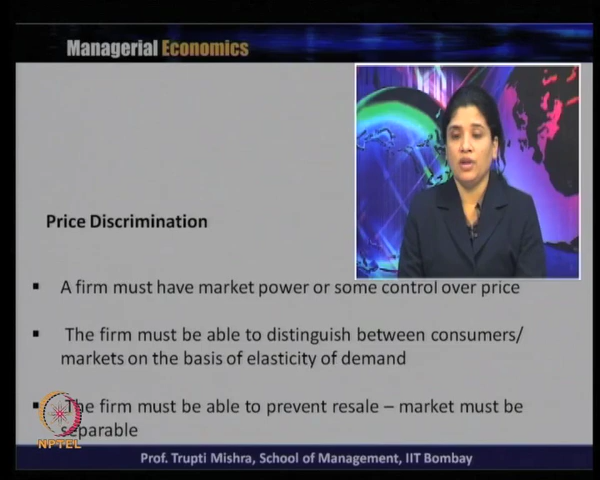 Managerial Economics
Price Discrimination
▪ A firm must have market power or some control over price
▪ The firm must be able to distinguish between consumers/
markets on the basis of elasticity of demand
▪ The firm must be able to prevent resale – market must be
separable
NPTEL
Prof. Trupti Mishra, School of Management, IIT Bombay